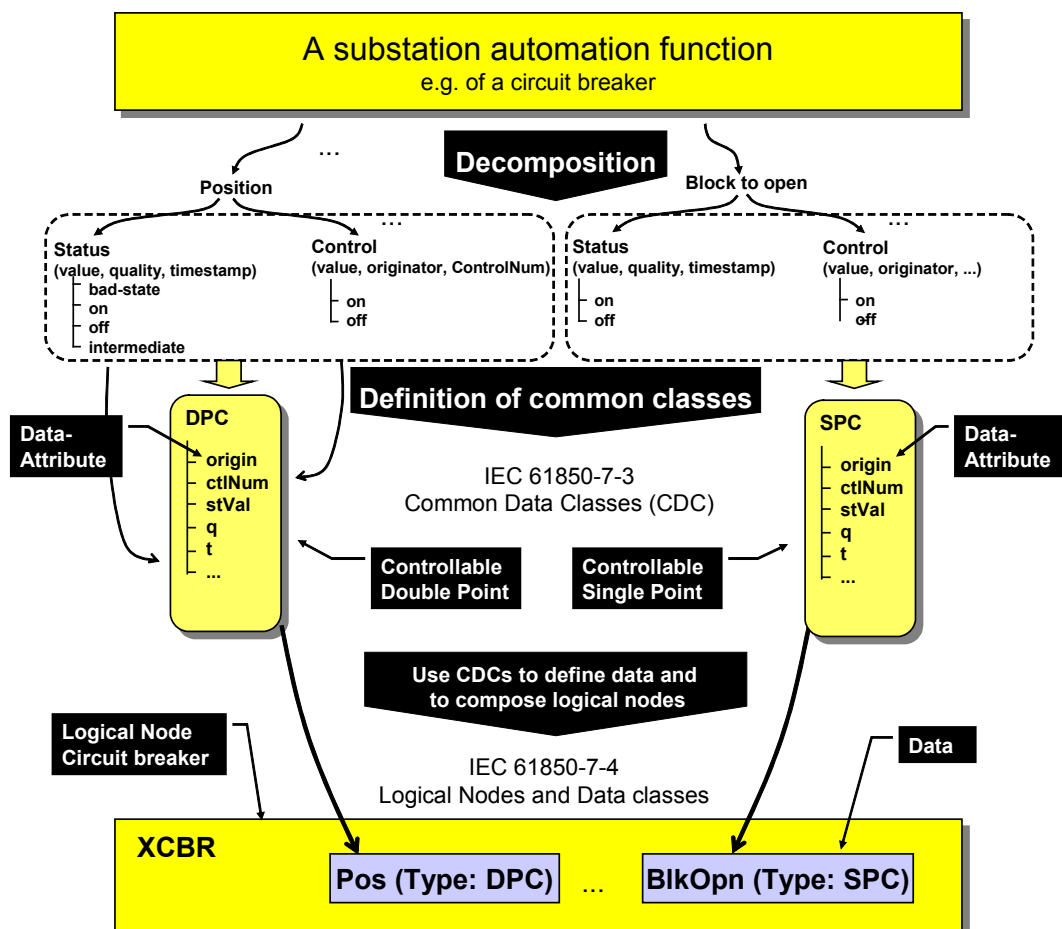 A substation automation function
e.g. of a circuit breaker
...
Decomposition
Position
Block to open
...
...
Status
(value, quality, timestamp)
bad-state
on
off
intermediate
Control
(value, originator, ControlNum)
on
off
Status
(value, quality, timestamp)
on
off
Control
(value, originator, ...)
on
off
Definition of common classes
DPC
origin
ctlNum
stVal
q
t
...
Data-
Attribute
IEC 61850-7-3
Common Data Classes (CDC)
SPC
origin
ctlNum
stVal
q
t
...
Data-
Attribute
Controllable
Double Point
Controllable
Single Point
Use CDCs to define data and
to compose logical nodes
Logical Node
Circuit breaker
IEC 61850-7-4
Logical Nodes and Data classes
Data
XCBR
Pos (Type: DPC)
...
BlkOpn (Type: SPC)